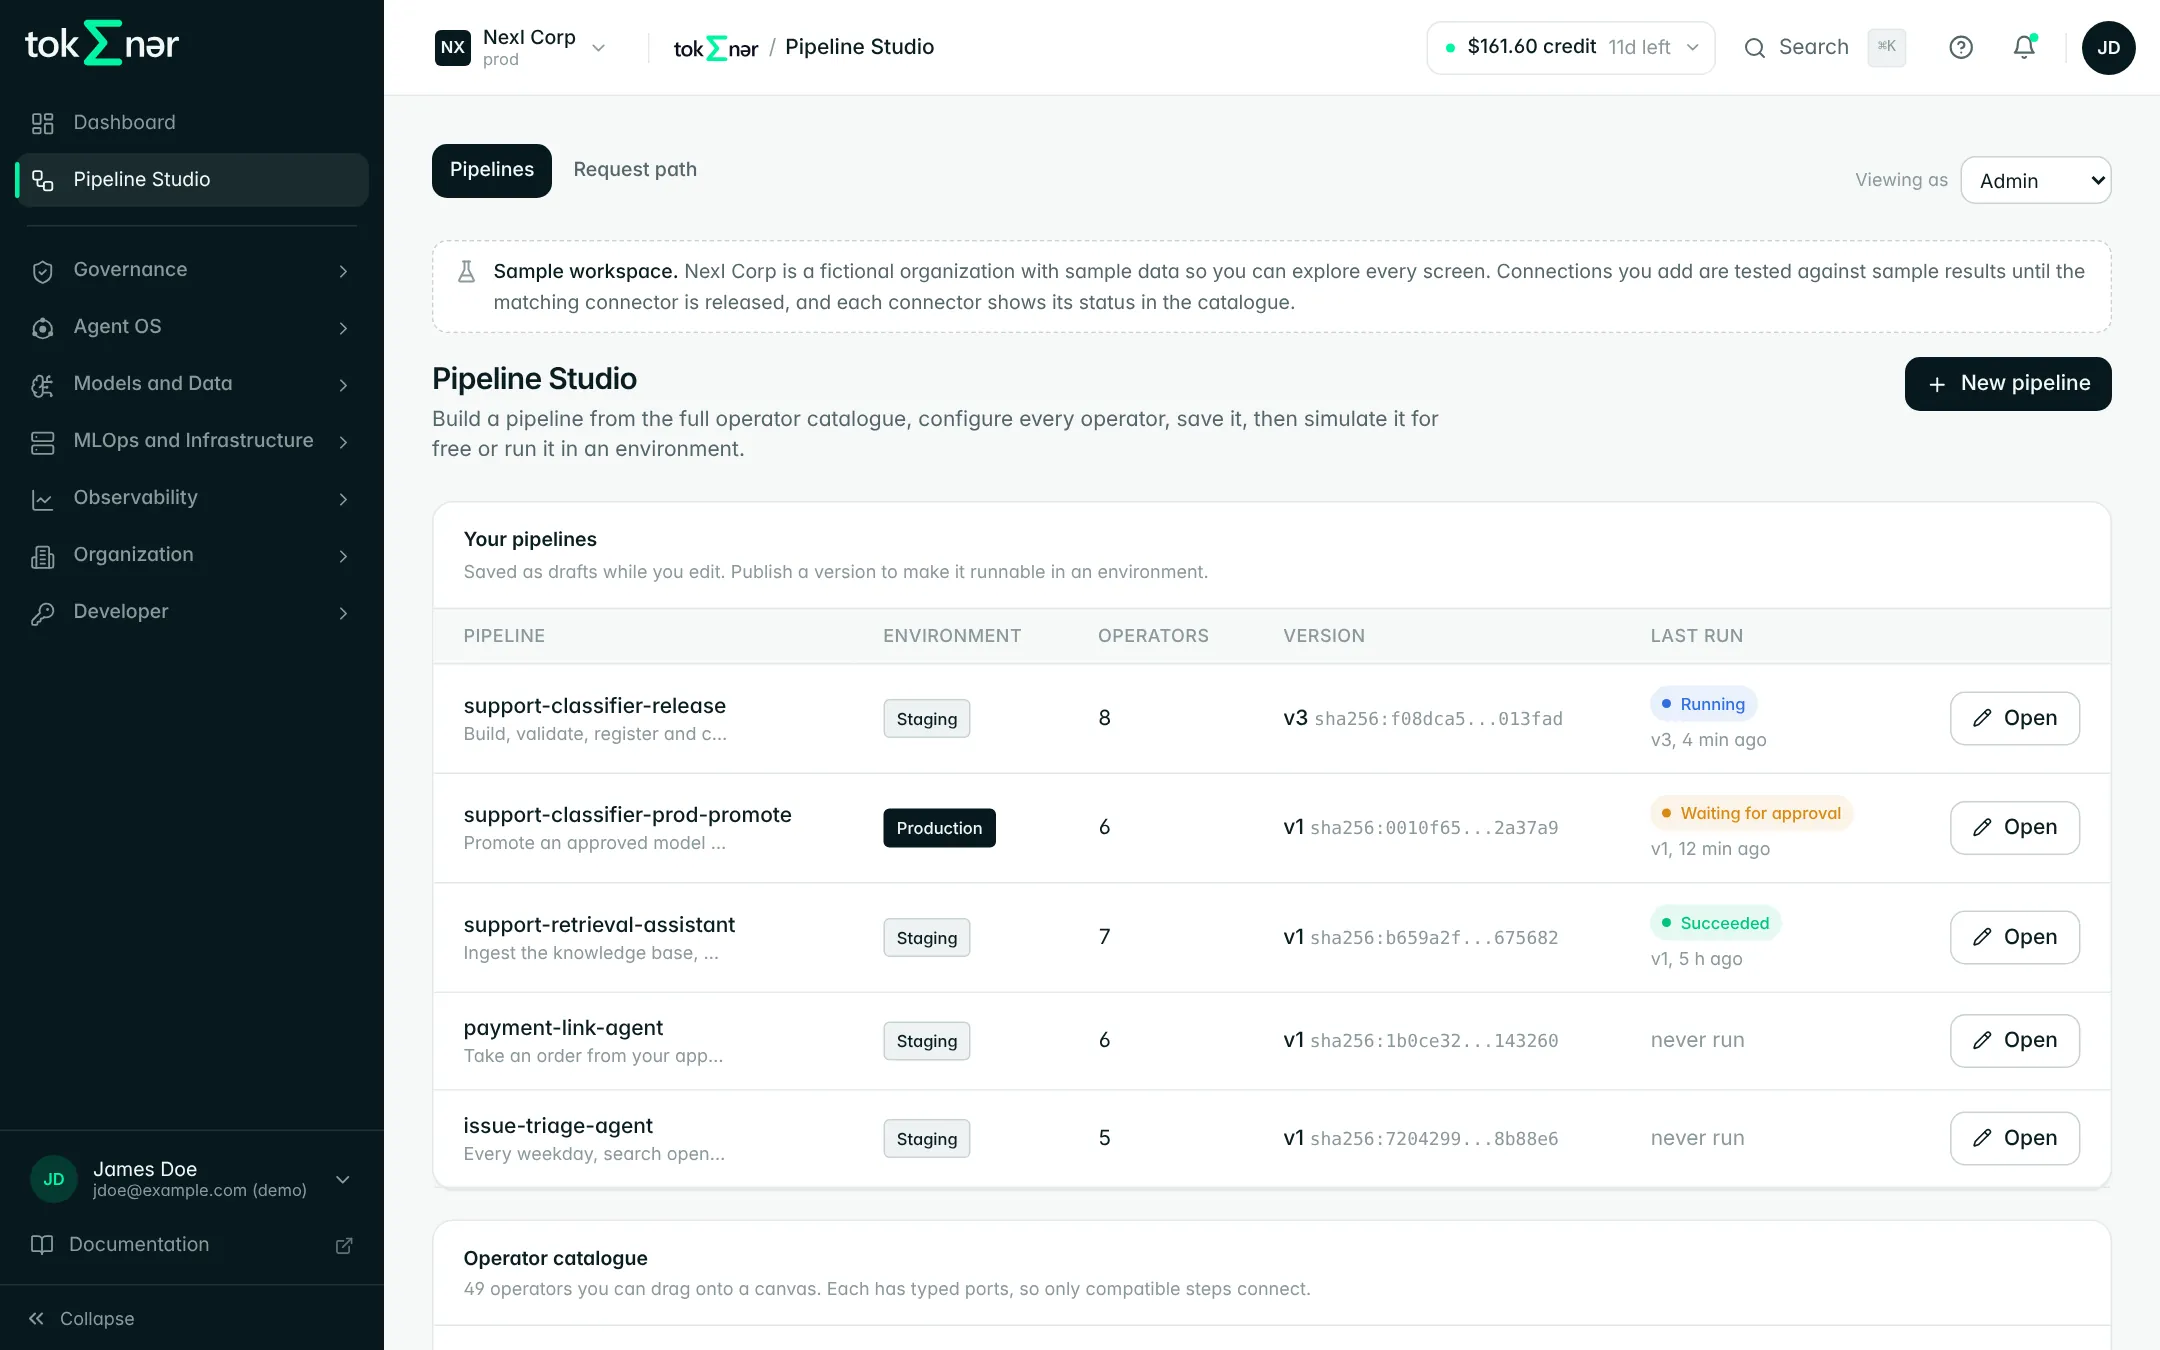 tokΣnər
Dashboard
Pipeline Studio
Governance
Agent OS
Models and Data
MLOps and Infrastructure
Observability
Organization
Developer
JD
James Doe
jdoe@example.com (demo)
Documentation
Collapse
NX
Nexl Corp
prod
tokΣnər / Pipeline Studio
$161.60 credit 11d left
Search ⌘K
JD
Pipelines
Request path
Viewing as
Admin
Sample workspace. Nexl Corp is a fictional organization with sample data so you can explore every screen. Connections you add are tested against sample results until the
matching connector is released, and each connector shows its status in the catalogue.
Pipeline Studio
Build a pipeline from the full operator catalogue, configure every operator, save it, then simulate it for
free or run it in an environment.
+ New pipeline
Your pipelines
Saved as drafts while you edit. Publish a version to make it runnable in an environment.
PIPELINE ENVIRONMENT OPERATORS VERSION LAST RUN
support-classifier-release
Build, validate, register and c...
Staging
8
v3 sha256:f08dca5...013fad
Running
v3, 4 min ago
Open
support-classifier-prod-promote
Promote an approved model ...
Production
6
v1 sha256:0010f65...2a37a9
Waiting for approval
v1, 12 min ago
Open
support-retrieval-assistant
Ingest the knowledge base, ...
Staging
7
v1 sha256:b659a2f...675682
Succeeded
v1, 5 h ago
Open
payment-link-agent
Take an order from your app...
Staging
6
v1 sha256:1b0ce32...143260
never run
Open
issue-triage-agent
Every weekday, search open...
Staging
5
v1 sha256:7204299...8b88e6
never run
Open
Operator catalogue
49 operators you can drag onto a canvas. Each has typed ports, so only compatible steps connect.